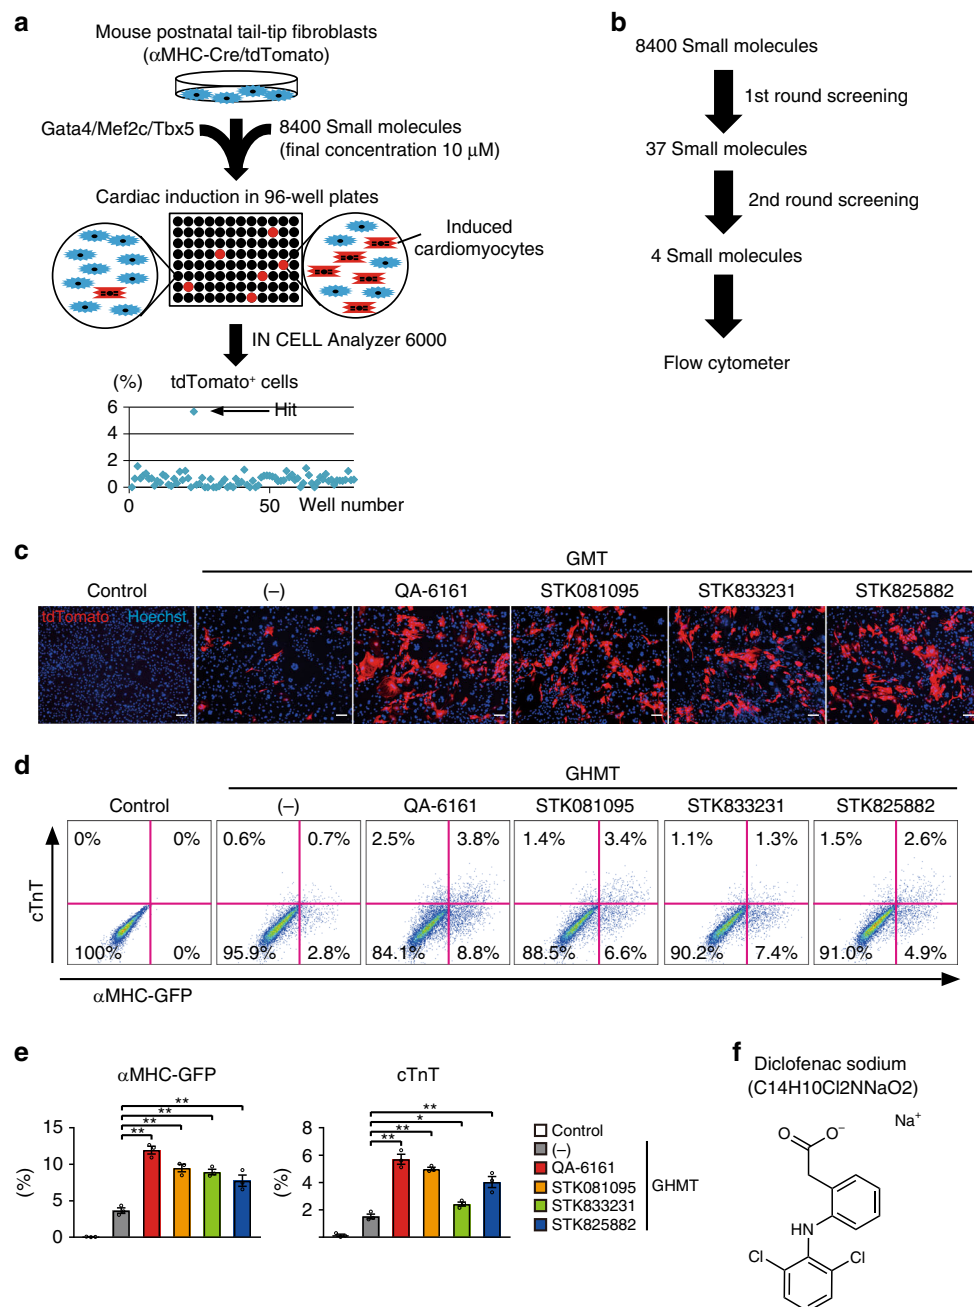 a
Mouse postnatal tail-tip fibroblasts
(αMHC-Cre/tdTomato)
Gata4/Mef2c/Tbx5
8400 Small molecules
(final concentration 10 μM)
Cardiac induction in 96-well plates
Induced
cardiomyocytes
IN CELL Analyzer 6000
(%)
tdTomato⁺ cells
Hit
6
4
2
0
0
50
Well number
b
8400 Small molecules
1st round screening
37 Small molecules
2nd round screening
4 Small molecules
Flow cytometer
c
GMT
Control
(–)
QA-6161
STK081095
STK833231
STK825882
tdTomato Hoechst
d
GHMT
Control
(–)
QA-6161
STK081095
STK833231
STK825882
cTnT
0% 0%
100% 0%
0.6% 0.7%
95.9% 2.8%
2.5% 3.8%
84.1% 8.8%
1.4% 3.4%
88.5% 6.6%
1.1% 1.3%
90.2% 7.4%
1.5% 2.6%
91.0% 4.9%
αMHC-GFP
e
αMHC-GFP
**
**
**
**
15
10
5
0
(%)
cTnT
**
*
**
**
8
6
4
2
(%)
Control
(–)
QA-6161
STK081095
STK833231
STK825882
GHMT
f
Diclofenac sodium
(C14H10Cl2NNaO2)
Na⁺
O
O⁻
HN
Cl
Cl